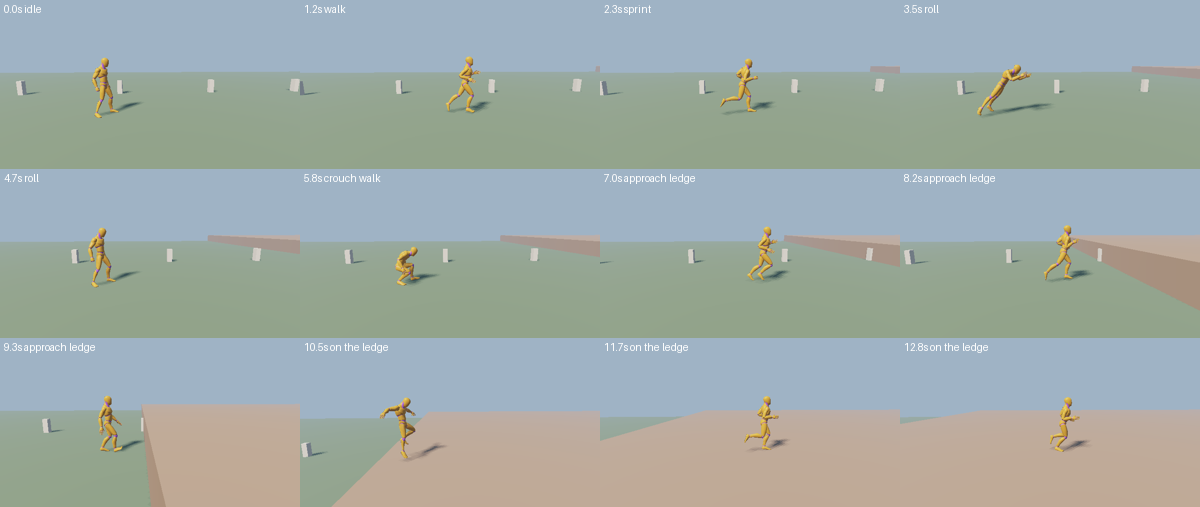 0.0s idle
1.2s walk
2.3s sprint
3.5s roll
4.7s roll
5.8s crouch walk
7.0s approach ledge
8.2s approach ledge
9.3s approach ledge
10.5s on the ledge
11.7s on the ledge
12.8s on the ledge